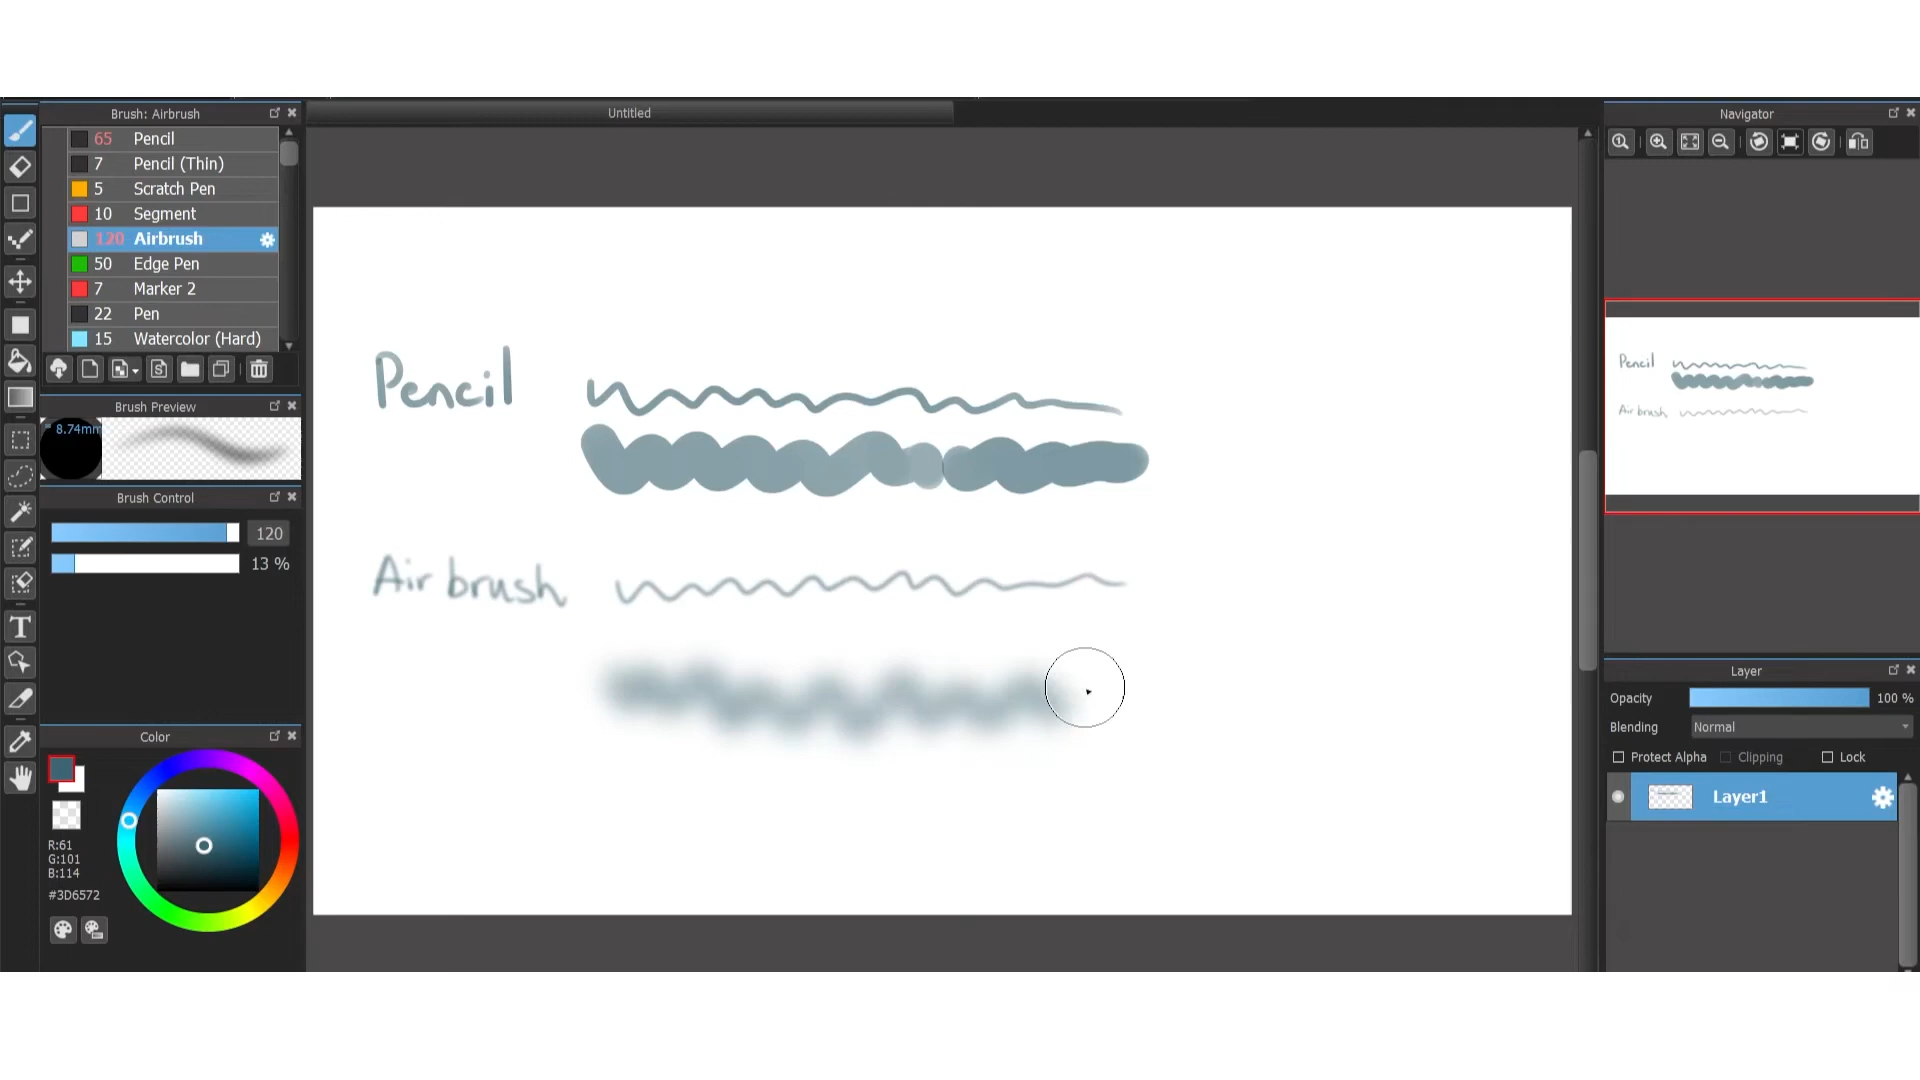 Brush: Airbrush
65 Pencil
7 Pencil (Thin)
5 Scratch Pen
10 Segment
120 Airbrush
50 Edge Pen
7 Marker 2
22 Pen
15 Watercolor (Hard)
Brush Preview
8.74mm
Brush Control
120
13 %
Color
R:61
G:101
B:114
#3D6572
Untitled
Pencil
Air brush
Navigator
Pencil
Air brush
Layer
Opacity 100 %
Blending Normal
Protect Alpha Clipping Lock
Layer1